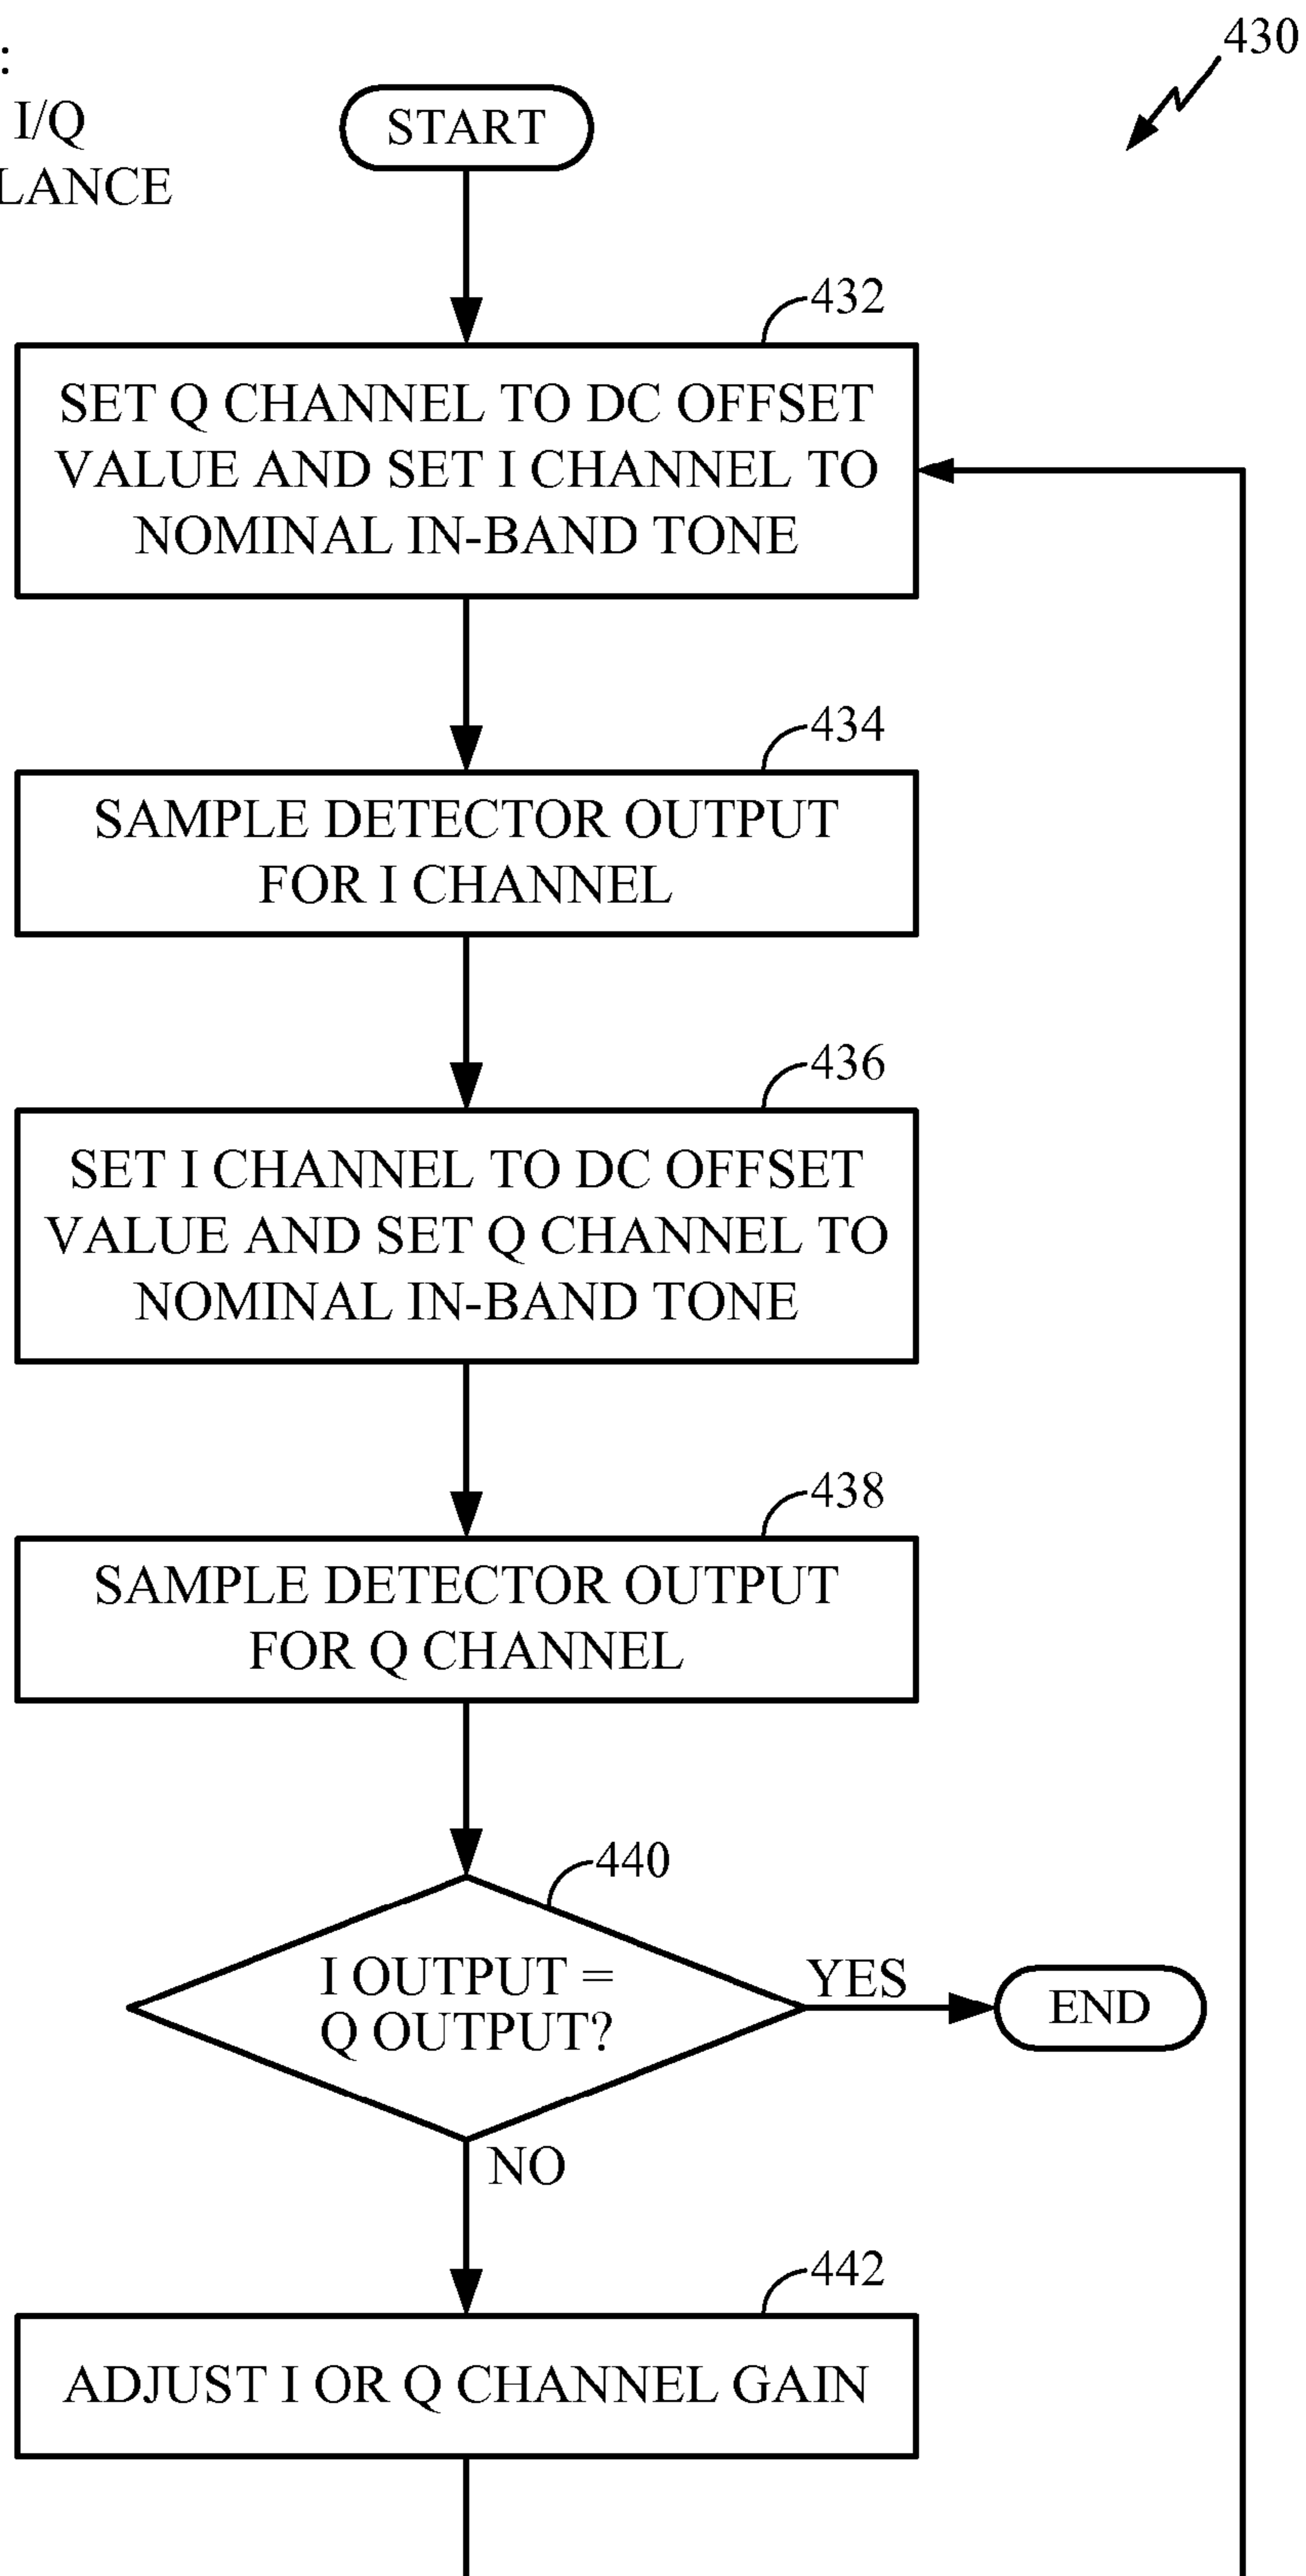 430
:
I/Q
LANCE
START
432
SET Q CHANNEL TO DC OFFSET
VALUE AND SET I CHANNEL TO
NOMINAL IN-BAND TONE
434
SAMPLE DETECTOR OUTPUT
FOR I CHANNEL
436
SET I CHANNEL TO DC OFFSET
VALUE AND SET Q CHANNEL TO
NOMINAL IN-BAND TONE
438
SAMPLE DETECTOR OUTPUT
FOR Q CHANNEL
440
I OUTPUT =
Q OUTPUT?
YES
END
NO
442
ADJUST I OR Q CHANNEL GAIN